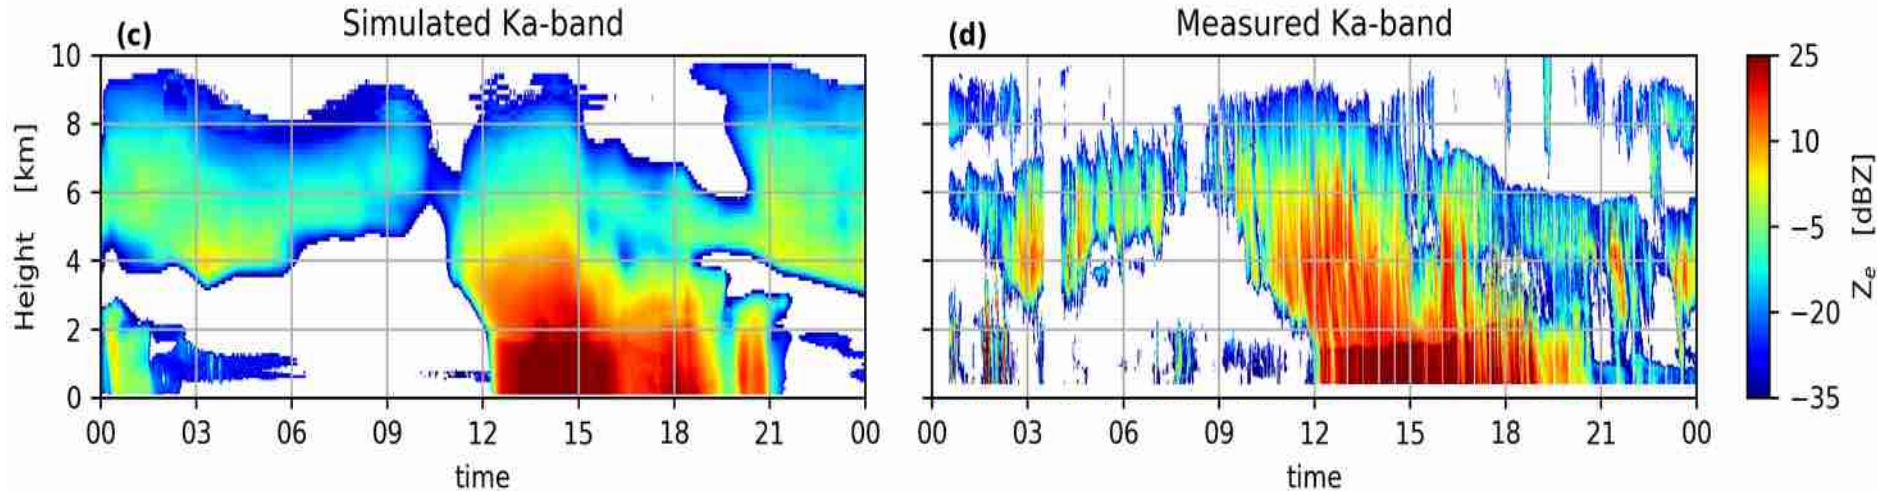 (c) Simulated Ka-band
(d) Measured Ka-band
Height [km]
10
8
6
4
2
0
00 03 06 09 12 15 18 21 00
time
00 03 06 09 12 15 18 21 00
time
25
10
−5
−20
−35
Ze [dBZ]